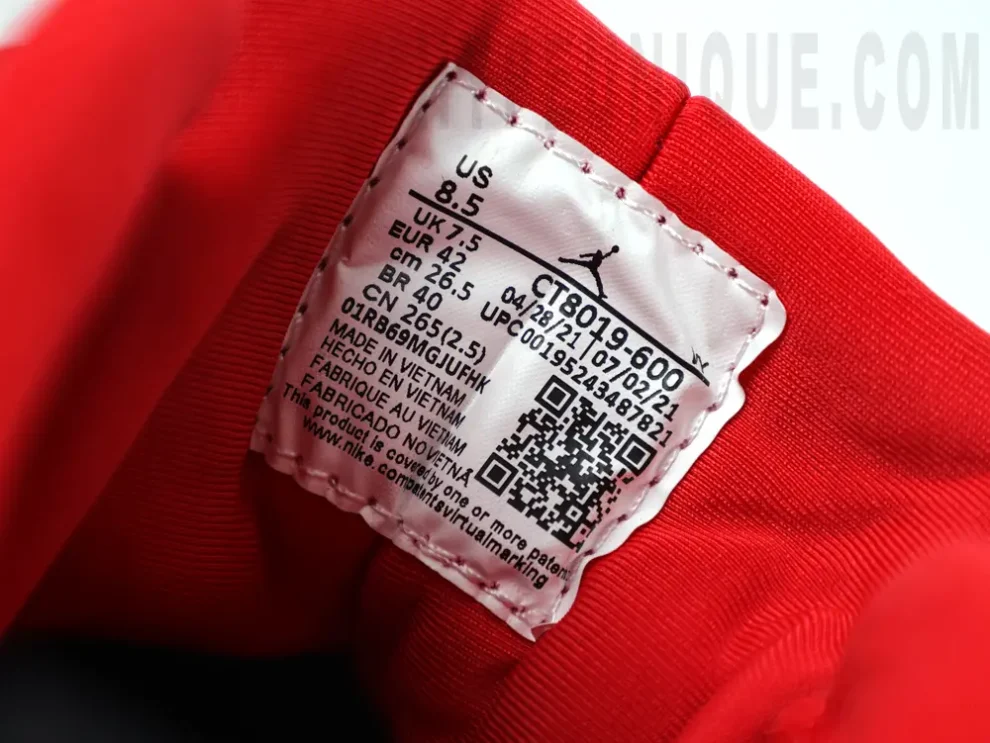 US
8.5
UK 7.5
EUR 42
cm 26.5
BR 40
CN 265(2.5)
01RB69MGJUFHK
MADE IN VIETNAM
HECHO EN VIETNAM
FABRIQUE AU VIETNAM
FABRICADO NO VIETNÃ
This product is covered by one or more paten
www.nike.com/patentsvirtualmarking
CT8019-600
04/28/21 | 07/02/21
UPC00195243487821
UNIQUE.COM